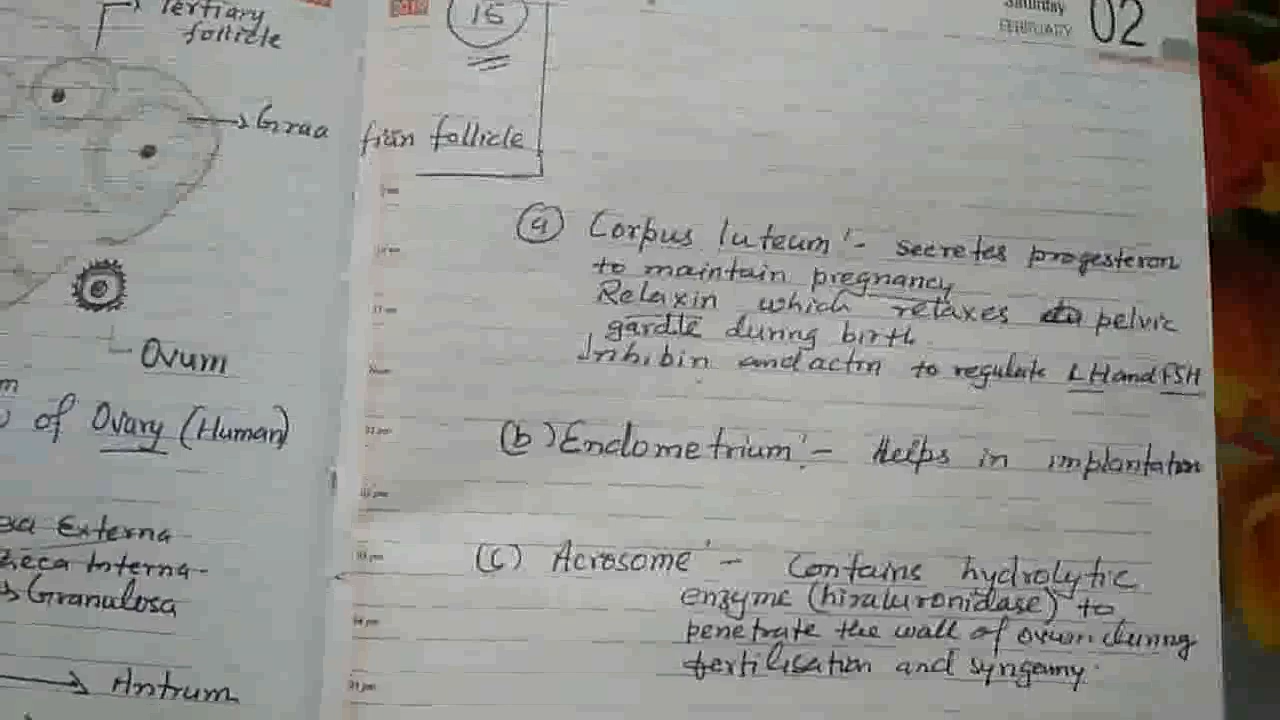 Tertiary
follicle
Graa
Ovum
of Ovary (Human)
Externa
Interna
Granulosa
Antrum
15
fian follicle
Saturday
FEBRUARY
02
(a) Corpus luteum :- secretes progesteron
to maintain pregnancy
Relaxin which relaxes pelvic
gardle during birth
Inhibin and actin to regulate LH and FSH
(b) Endometrium :- Helps in implantation
(C) Acrosome :- Contains hydrolytic
enzyme (hiraluronidase) to
penetrate the wall of ovum during
fertilisation and syngamy.